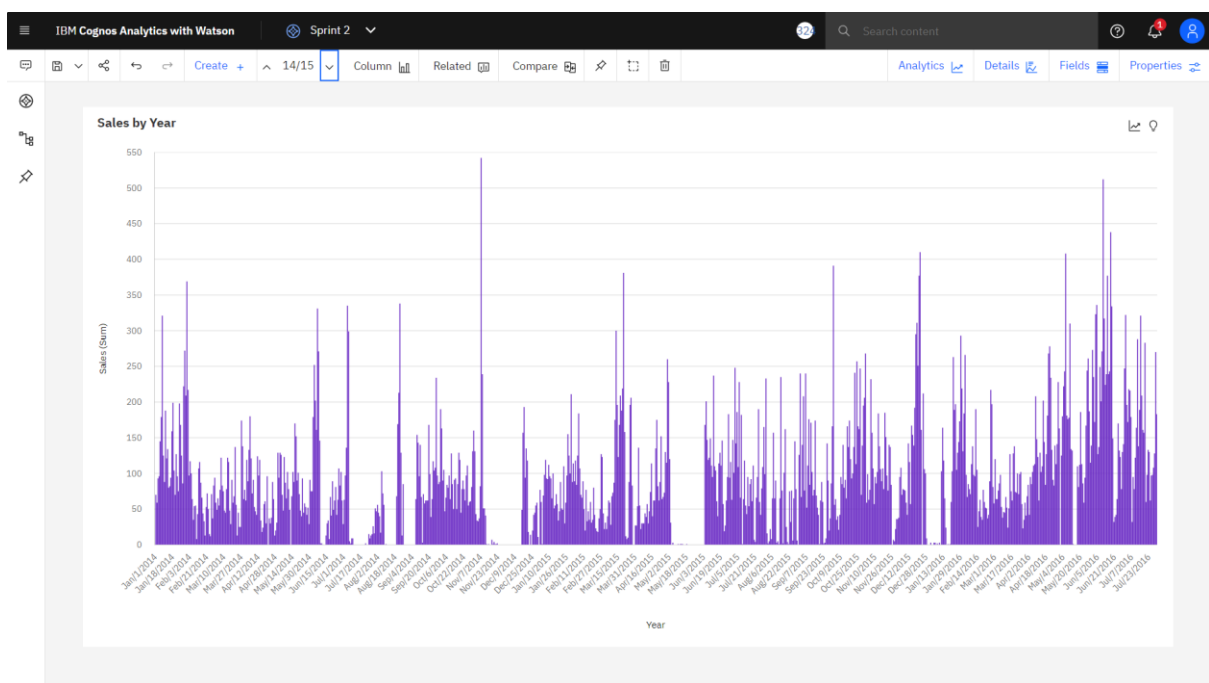 IBM Cognos Analytics with Watson
Sprint 2
Search content
1
Create +
14/15
Column
Related
Compare
Analytics
Details
Fields
Properties
Sales by Year
550
500
450
400
350
300
250
200
150
100
50
0
Sales (Sum)
Jan/1/2014
Jan/18/2014
Feb/3/2014
Feb/21/2014
Mar/10/2014
Mar/27/2014
Apr/12/2014
Apr/28/2014
May/14/2014
May/30/2014
Jun/15/2014
Jul/1/2014
Jul/17/2014
Aug/2/2014
Aug/18/2014
Sep/4/2014
Sep/20/2014
Oct/6/2014
Oct/22/2014
Nov/7/2014
Nov/23/2014
Dec/9/2014
Dec/25/2014
Jan/10/2015
Jan/26/2015
Feb/11/2015
Feb/27/2015
Mar/15/2015
Mar/31/2015
Apr/16/2015
May/2/2015
May/18/2015
Jun/3/2015
Jun/19/2015
Jul/5/2015
Jul/21/2015
Aug/6/2015
Aug/22/2015
Sep/7/2015
Sep/23/2015
Oct/9/2015
Oct/25/2015
Nov/10/2015
Nov/26/2015
Dec/12/2015
Dec/28/2015
Jan/13/2016
Jan/29/2016
Feb/14/2016
Mar/1/2016
Mar/17/2016
Apr/2/2016
Apr/18/2016
May/4/2016
May/20/2016
Jun/5/2016
Jun/21/2016
Jul/7/2016
Jul/23/2016
Year